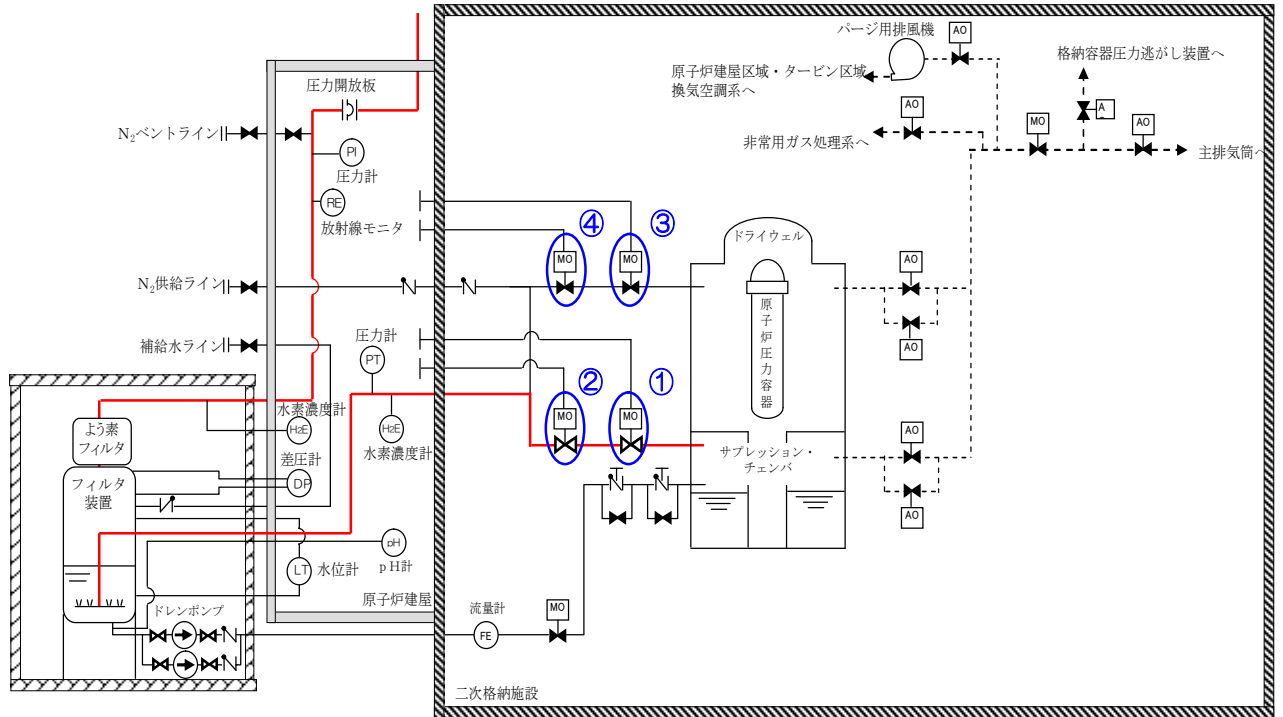 パージ用排風機
AO
格納容器圧力逃がし装置へ
原子炉建屋区域・タービン区域
換気空調系へ
圧力開放板
AO
A
N₂ベントライン
MO
AO
非常用ガス処理系へ
主排気筒へ
PI
圧力計
RE
放射線モニタ
④
③
ドライウェル
MO
MO
AO
N₂供給ライン
原子炉圧力容器
AO
補給水ライン
圧力計
PT
②
①
水素濃度計
H2E
H2E
水素濃度計
MO
MO
AO
よう素
フィルタ
サプレッション・
チェンバ
差圧計
DP
フィルタ
装置
AO
pH
pH計
LT
水位計
ドレンポンプ
原子炉建屋
流量計
MO
FE
二次格納施設